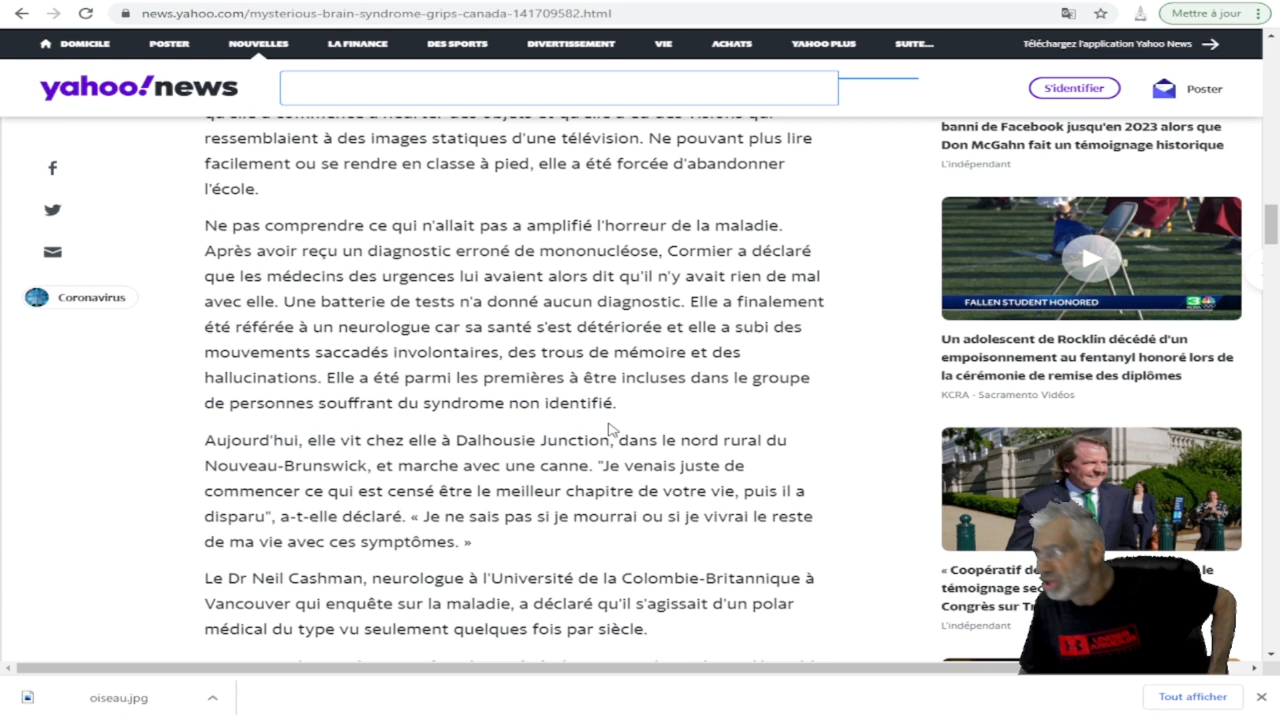 news.yahoo.com/mysterious-brain-syndrome-grips-canada-141709582.html
Mettre à jour
DOMICILE
POSTER
NOUVELLES
LA FINANCE
DES SPORTS
DIVERTISSEMENT
VIE
ACHATS
YAHOO PLUS
SUITE...
Téléchargez l'application Yahoo News
yahoo!news
S'identifier
Poster
ressemblaient à des images statiques d'une télévision. Ne pouvant plus lire
facilement ou se rendre en classe à pied, elle a été forcée d'abandonner
l'école.
Ne pas comprendre ce qui n'allait pas a amplifié l'horreur de la maladie.
Après avoir reçu un diagnostic erroné de mononucléose, Cormier a déclaré
que les médecins des urgences lui avaient alors dit qu'il n'y avait rien de mal
avec elle. Une batterie de tests n'a donné aucun diagnostic. Elle a finalement
été référée à un neurologue car sa santé s'est détériorée et elle a subi des
mouvements saccadés involontaires, des trous de mémoire et des
hallucinations. Elle a été parmi les premières à être incluses dans le groupe
de personnes souffrant du syndrome non identifié.
Aujourd'hui, elle vit chez elle à Dalhousie Junction, dans le nord rural du
Nouveau-Brunswick, et marche avec une canne. "Je venais juste de
commencer ce qui est censé être le meilleur chapitre de votre vie, puis il a
disparu", a-t-elle déclaré. « Je ne sais pas si je mourrai ou si je vivrai le reste
de ma vie avec ces symptômes. »
Le Dr Neil Cashman, neurologue à l'Université de la Colombie-Britannique à
Vancouver qui enquête sur la maladie, a déclaré qu'il s'agissait d'un polar
médical du type vu seulement quelques fois par siècle.
Coronavirus
banni de Facebook jusqu'en 2023 alors que
Don McGahn fait un témoignage historique
L'indépendant
FALLEN STUDENT HONORED
3
KCRA
Un adolescent de Rocklin décédé d'un
empoisonnement au fentanyl honoré lors de
la cérémonie de remise des diplômes
KCRA - Sacramento Vidéos
« Coopératif le
témoignage
Congrès sur
L'indépendant
UNDER ARMOUR
oiseau.jpg
Tout afficher